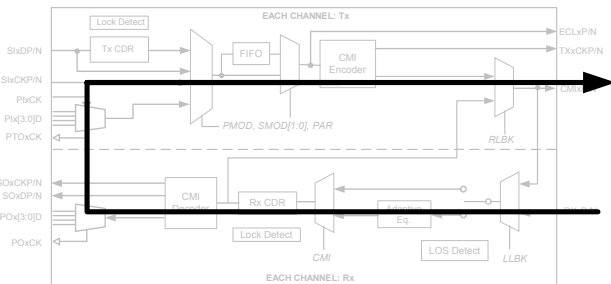 EACH CHANNEL: Tx
Lock Detect
ECLxP/N
SIxDP/N
Tx CDR
FIFO
CMI
Encoder
TXxCKP/N
SIxCKP/N
PIxCK
PIx[3:0]D
PTOxCK
PMOD, SMOD[1:0], PAR
RLBK
SOxCKP/N
SOxDP/N
CMI
Decoder
Rx CDR
Adaptive
Eq.
POx[3:0]D
Lock Detect
LOS Detect
POxCK
CMI
LLBK
EACH CHANNEL: Rx